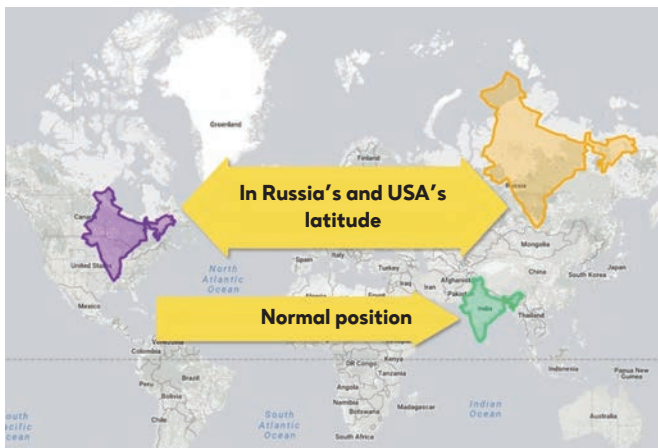 Greenland
Finland
In Russia's and USA's
latitude
Russia
Canada
United States
Mongolia
North
Atlantic
Ocean
Spain
Italy
Turkey
Iraq
Iran
Afghanistan
Pakistan
China
South Korea
Japan
Mexico
Normal position
India
Thailand
Venezuela
Colombia
Peru
Brazil
Bolivia
Chile
DR Congo
Kenya
Tanzania
Angola
Namibia
Botswana
Madagascar
South Africa
South
Atlantic
Ocean
Indian
Ocean
Indonesia
Papua New
Guinea
Australia
outh
acific
cean